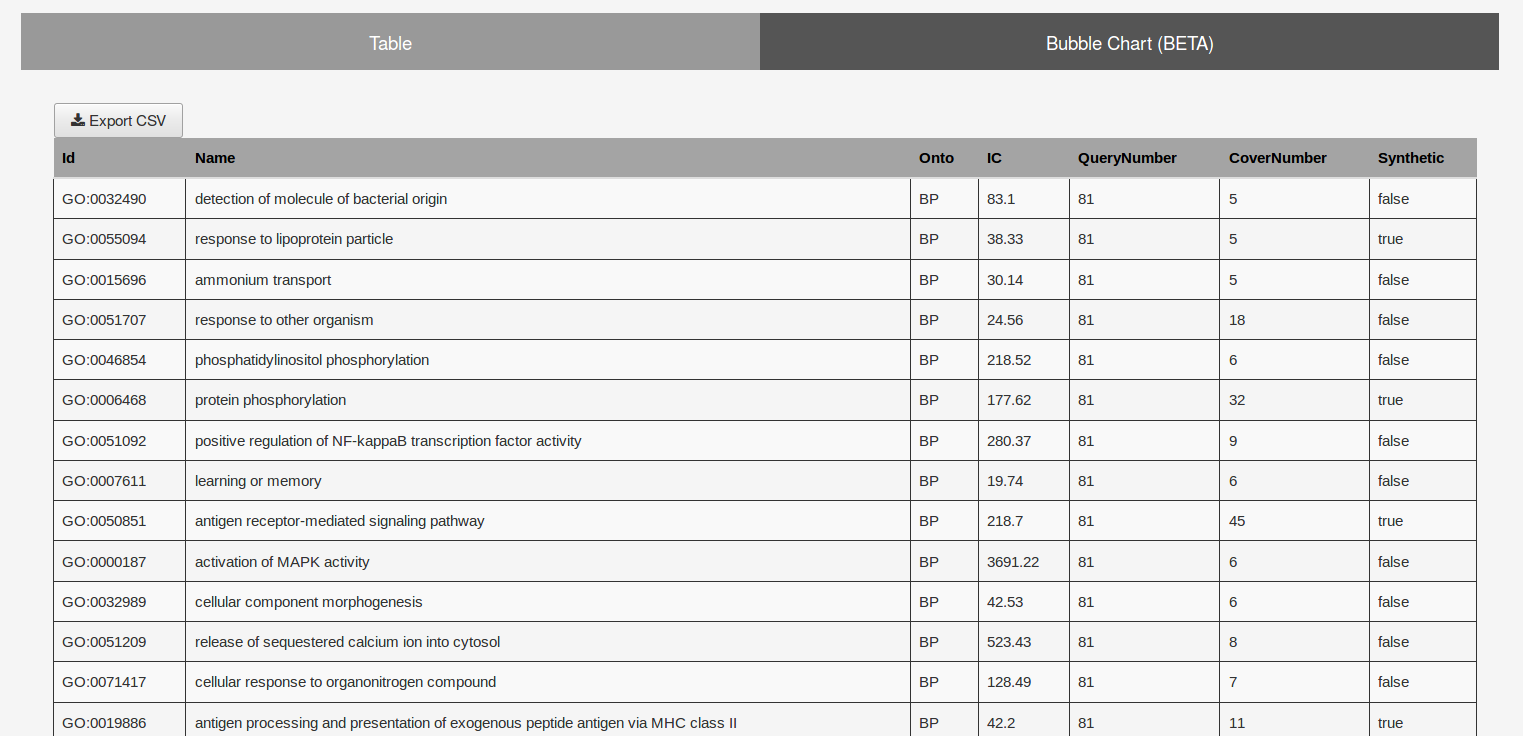 Table Bubble Chart (BETA)
Export CSV
Id Name Onto IC QueryNumber CoverNumber Synthetic
GO:0032490 detection of molecule of bacterial origin BP 83.1 81 5 false
GO:0055094 response to lipoprotein particle BP 38.33 81 5 true
GO:0015696 ammonium transport BP 30.14 81 5 false
GO:0051707 response to other organism BP 24.56 81 18 false
GO:0046854 phosphatidylinositol phosphorylation BP 218.52 81 6 false
GO:0006468 protein phosphorylation BP 177.62 81 32 true
GO:0051092 positive regulation of NF-kappaB transcription factor activity BP 280.37 81 9 false
GO:0007611 learning or memory BP 19.74 81 6 false
GO:0050851 antigen receptor-mediated signaling pathway BP 218.7 81 45 true
GO:0000187 activation of MAPK activity BP 3691.22 81 6 false
GO:0032989 cellular component morphogenesis BP 42.53 81 6 false
GO:0051209 release of sequestered calcium ion into cytosol BP 523.43 81 8 false
GO:0071417 cellular response to organonitrogen compound BP 128.49 81 7 false
GO:0019886 antigen processing and presentation of exogenous peptide antigen via MHC class II BP 42.2 81 11 true